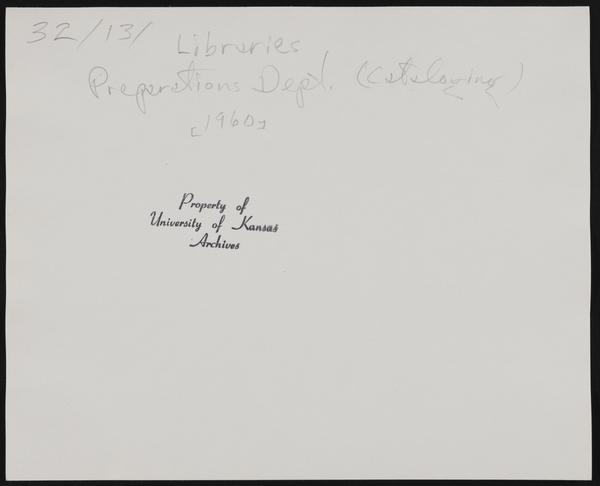 32/13/ Libraries
Preparations Dept. (Cataloging)
[1960]
Property of
University of Kansas
Archives